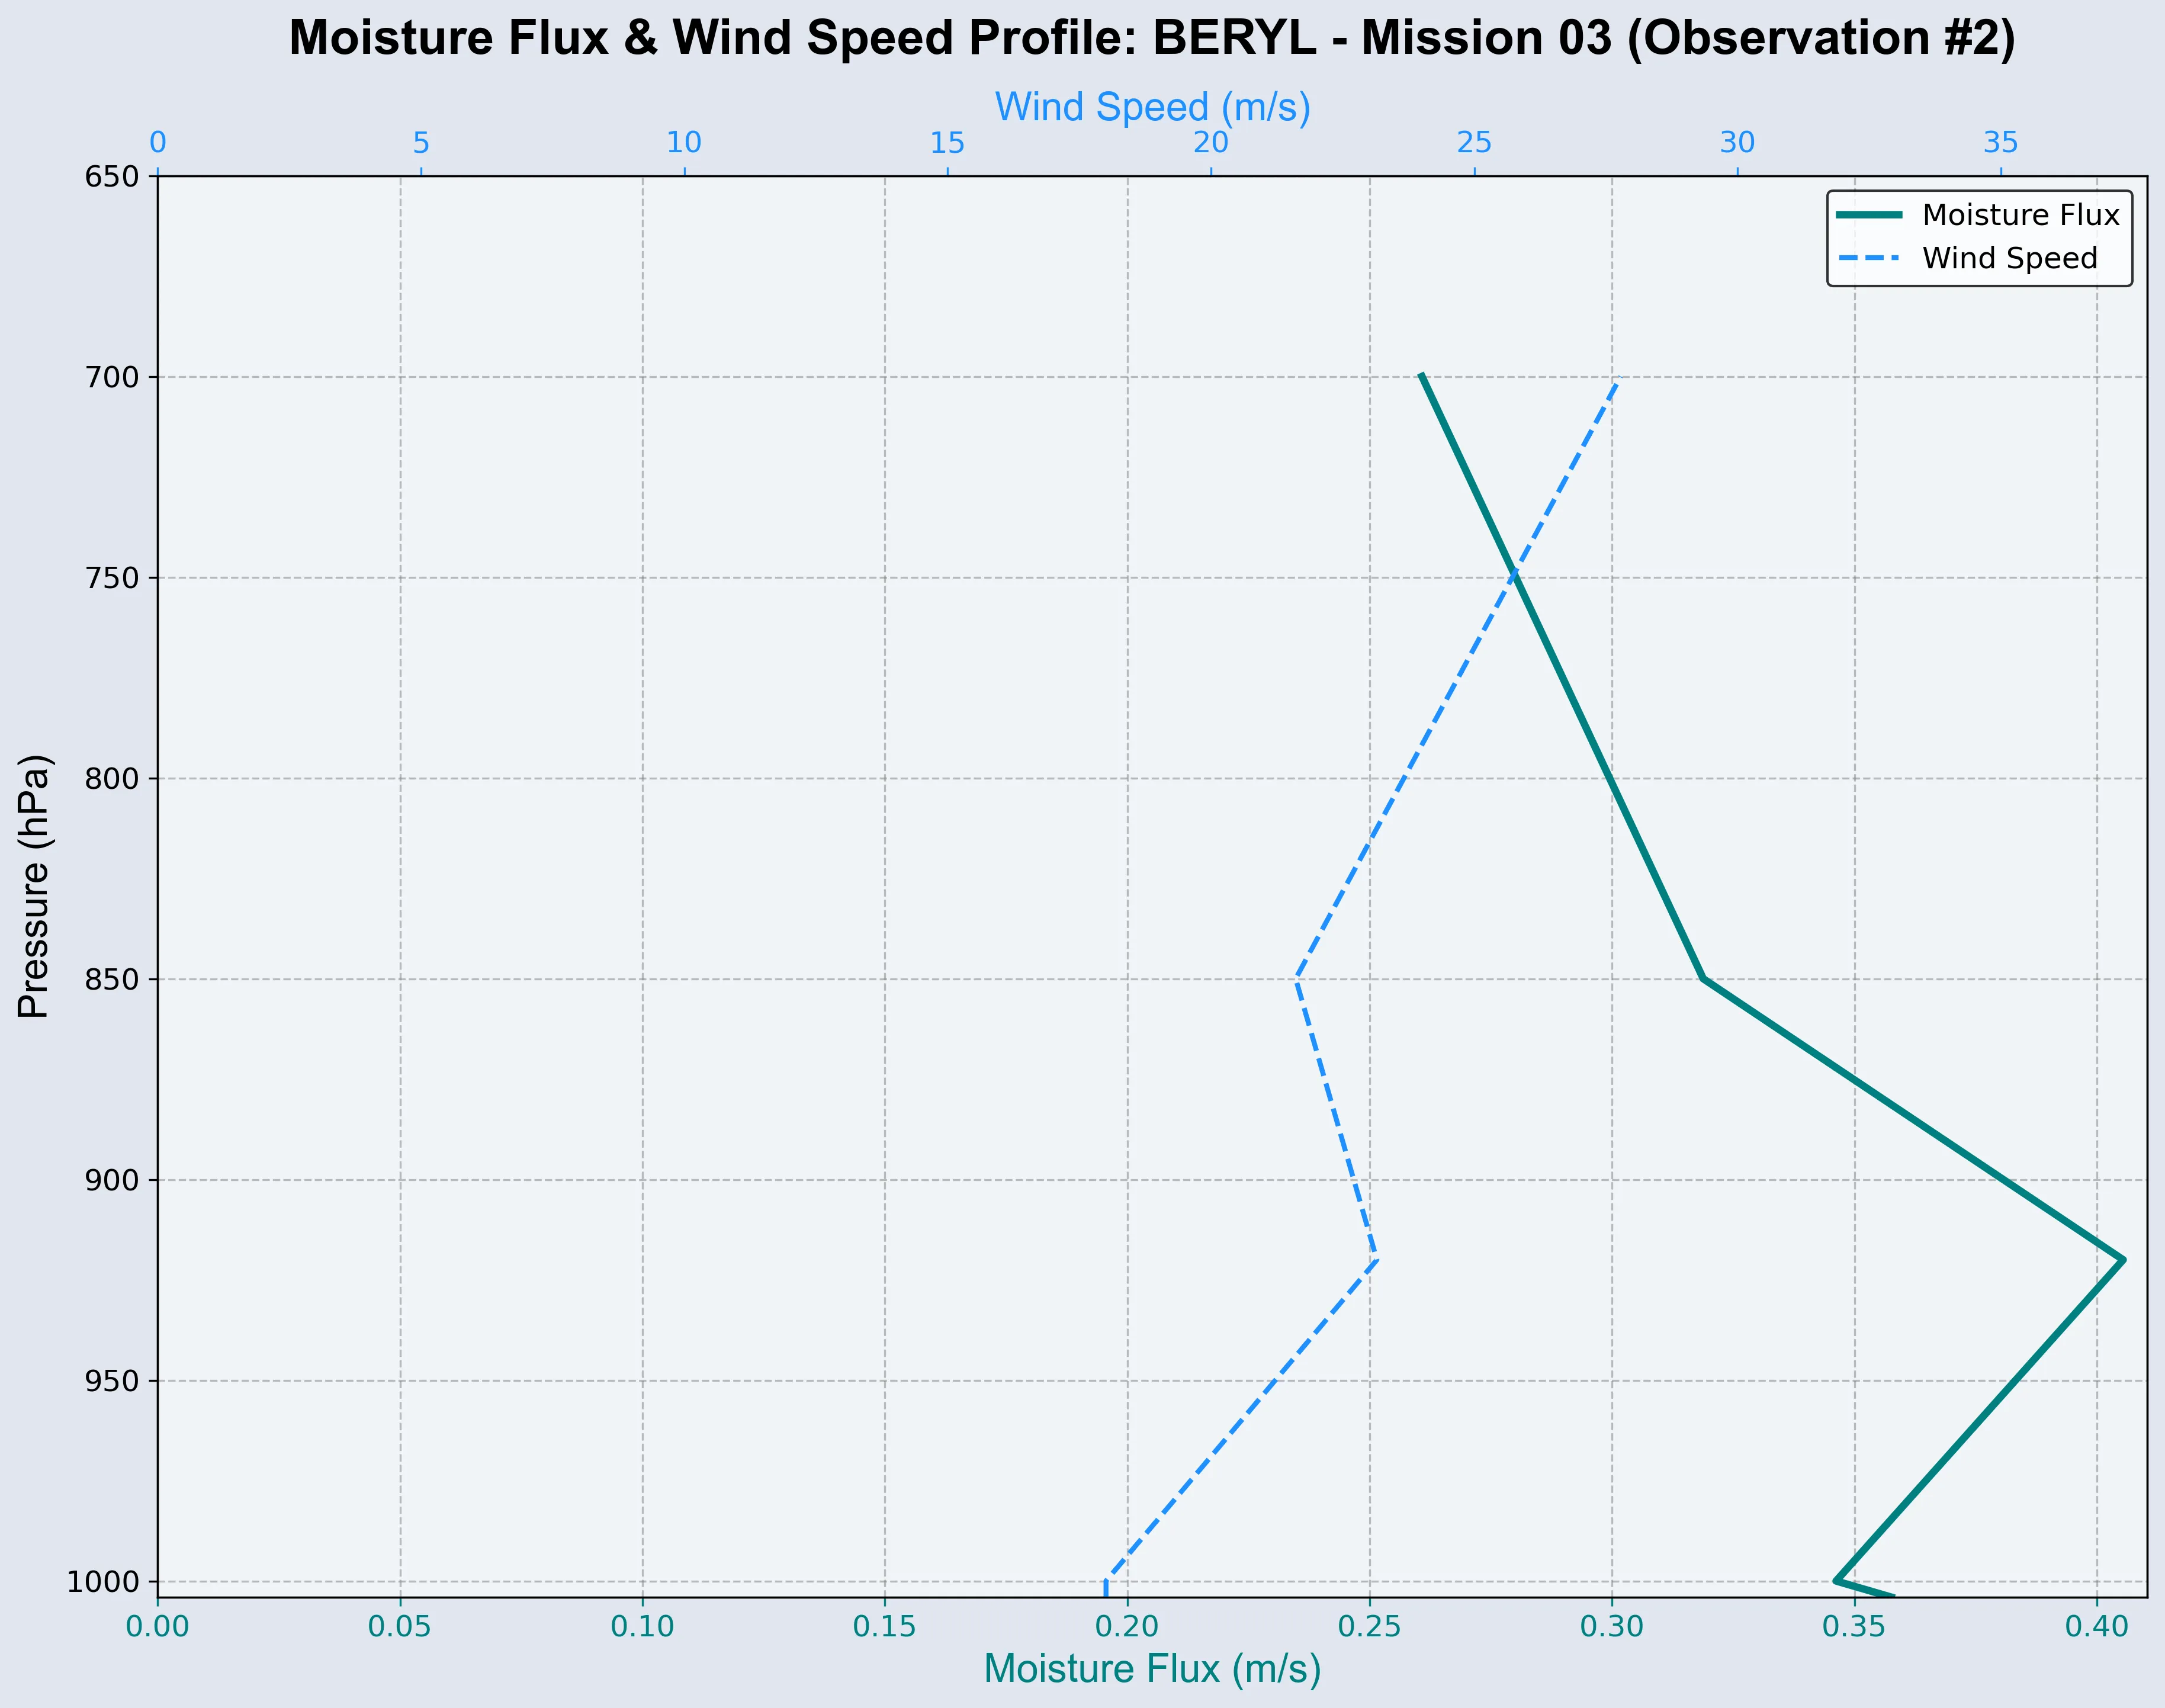 Moisture Flux & Wind Speed Profile: BERYL - Mission 03 (Observation #2)
Wind Speed (m/s)
0 5 10 15 20 25 30 35
Moisture Flux
Wind Speed
Pressure (hPa)
650
700
750
800
850
900
950
1000
0.00 0.05 0.10 0.15 0.20 0.25 0.30 0.35 0.40
Moisture Flux (m/s)